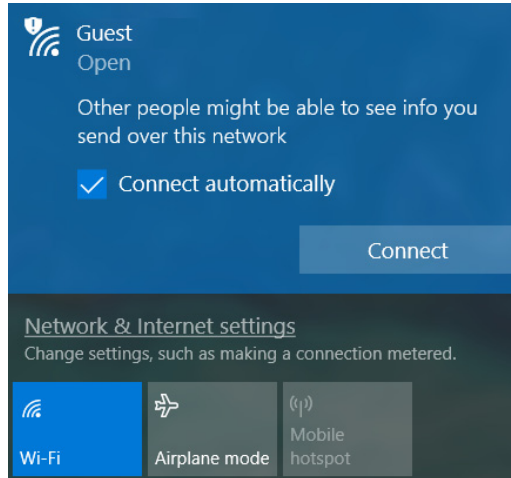 Guest
Open
Other people might be able to see info you
send over this network
Connect automatically
Connect
Network & Internet settings
Change settings, such as making a connection metered.
Wi-Fi
Airplane mode
Mobile
hotspot